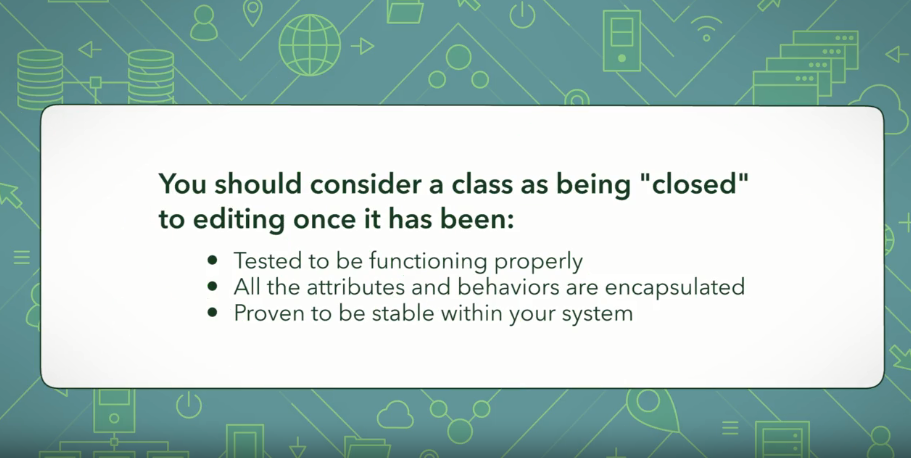 You should consider a class as being "closed"
to editing once it has been:
• Tested to be functioning properly
• All the attributes and behaviors are encapsulated
• Proven to be stable within your system